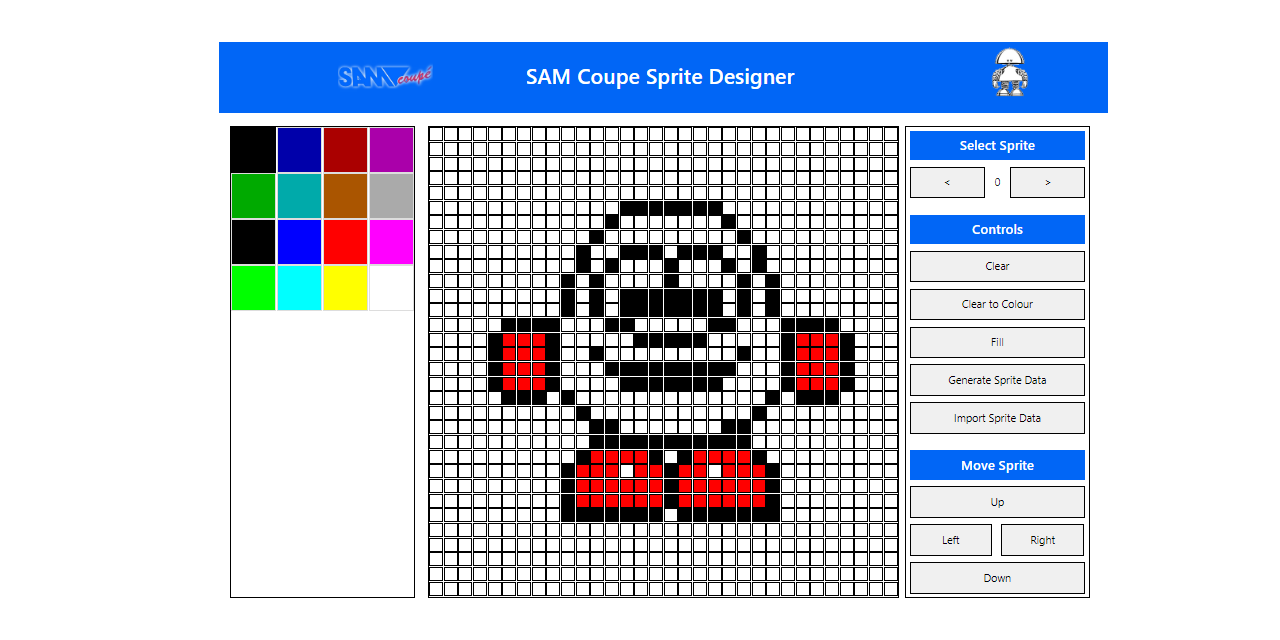 SAM coupé
SAM Coupe Sprite Designer
Select Sprite
< 0 >
Controls
Clear
Clear to Colour
Fill
Generate Sprite Data
Import Sprite Data
Move Sprite
Up
Left Right
Down